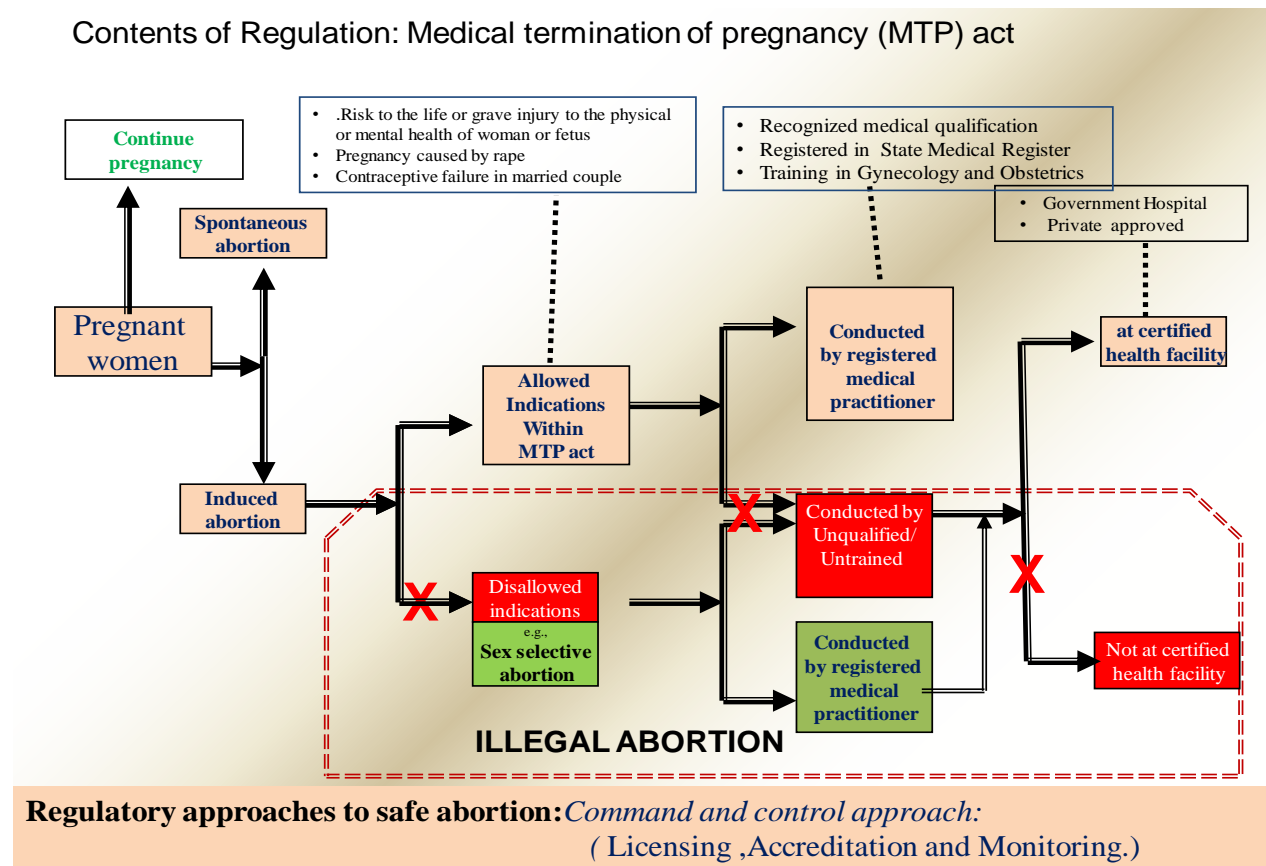 Contents of Regulation: Medical termination of pregnancy (MTP) act
• .Risk to the life or grave injury to the physical
or mental health of woman or fetus
• Pregnancy caused by rape
• Contraceptive failure in married couple
• Recognized medical qualification
• Registered in State Medical Register
• Training in Gynecology and Obstetrics
• Government Hospital
• Private approved
Continue
pregnancy
Spontaneous
abortion
Pregnant
women
Induced
abortion
Allowed
Indications
Within
MTP act
Conducted
by registered
medical
practitioner
at certified
health facility
X
Conducted by
Unqualified/
Untrained
X
X
Disallowed
indications
e.g.,
Sex selective
abortion
Conducted
by registered
medical
practitioner
Not at certified
health facility
ILLEGAL ABORTION
Regulatory approaches to safe abortion:Command and control approach:
( Licensing ,Accreditation and Monitoring.)